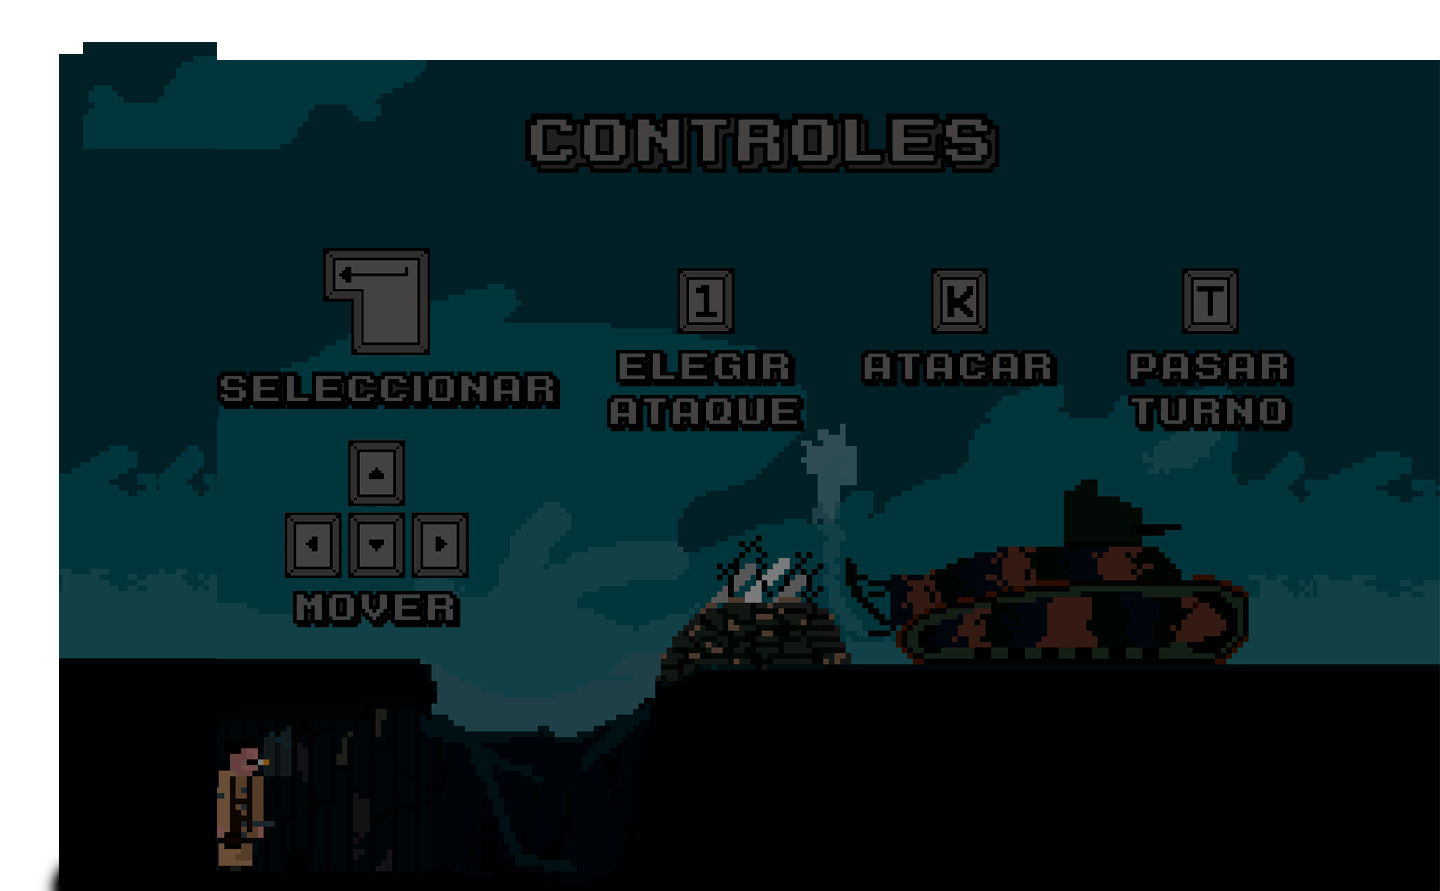 CONTROLES
1 K T
SELECCIONAR
ELEGIR
ATAQUE
ATACAR
PASAR
TURNO
MOVER